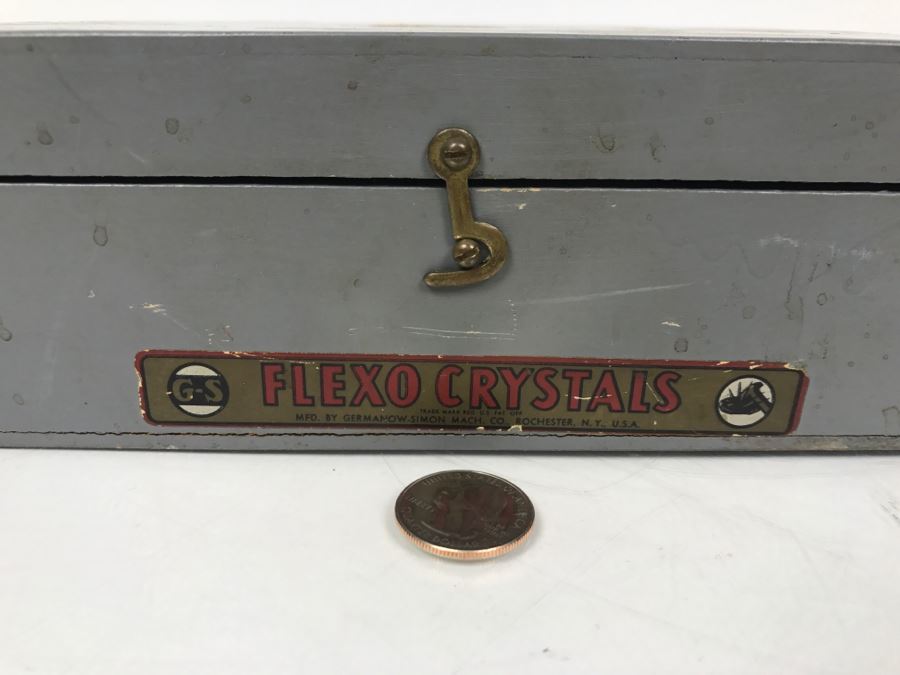 G-S
FLEXO CRYSTALS
TRADE MARK REG. U.S. PAT. OFF.
MFD. BY GERMANOW-SIMON MACH. CO., ROCHESTER, N.Y., U.S.A.